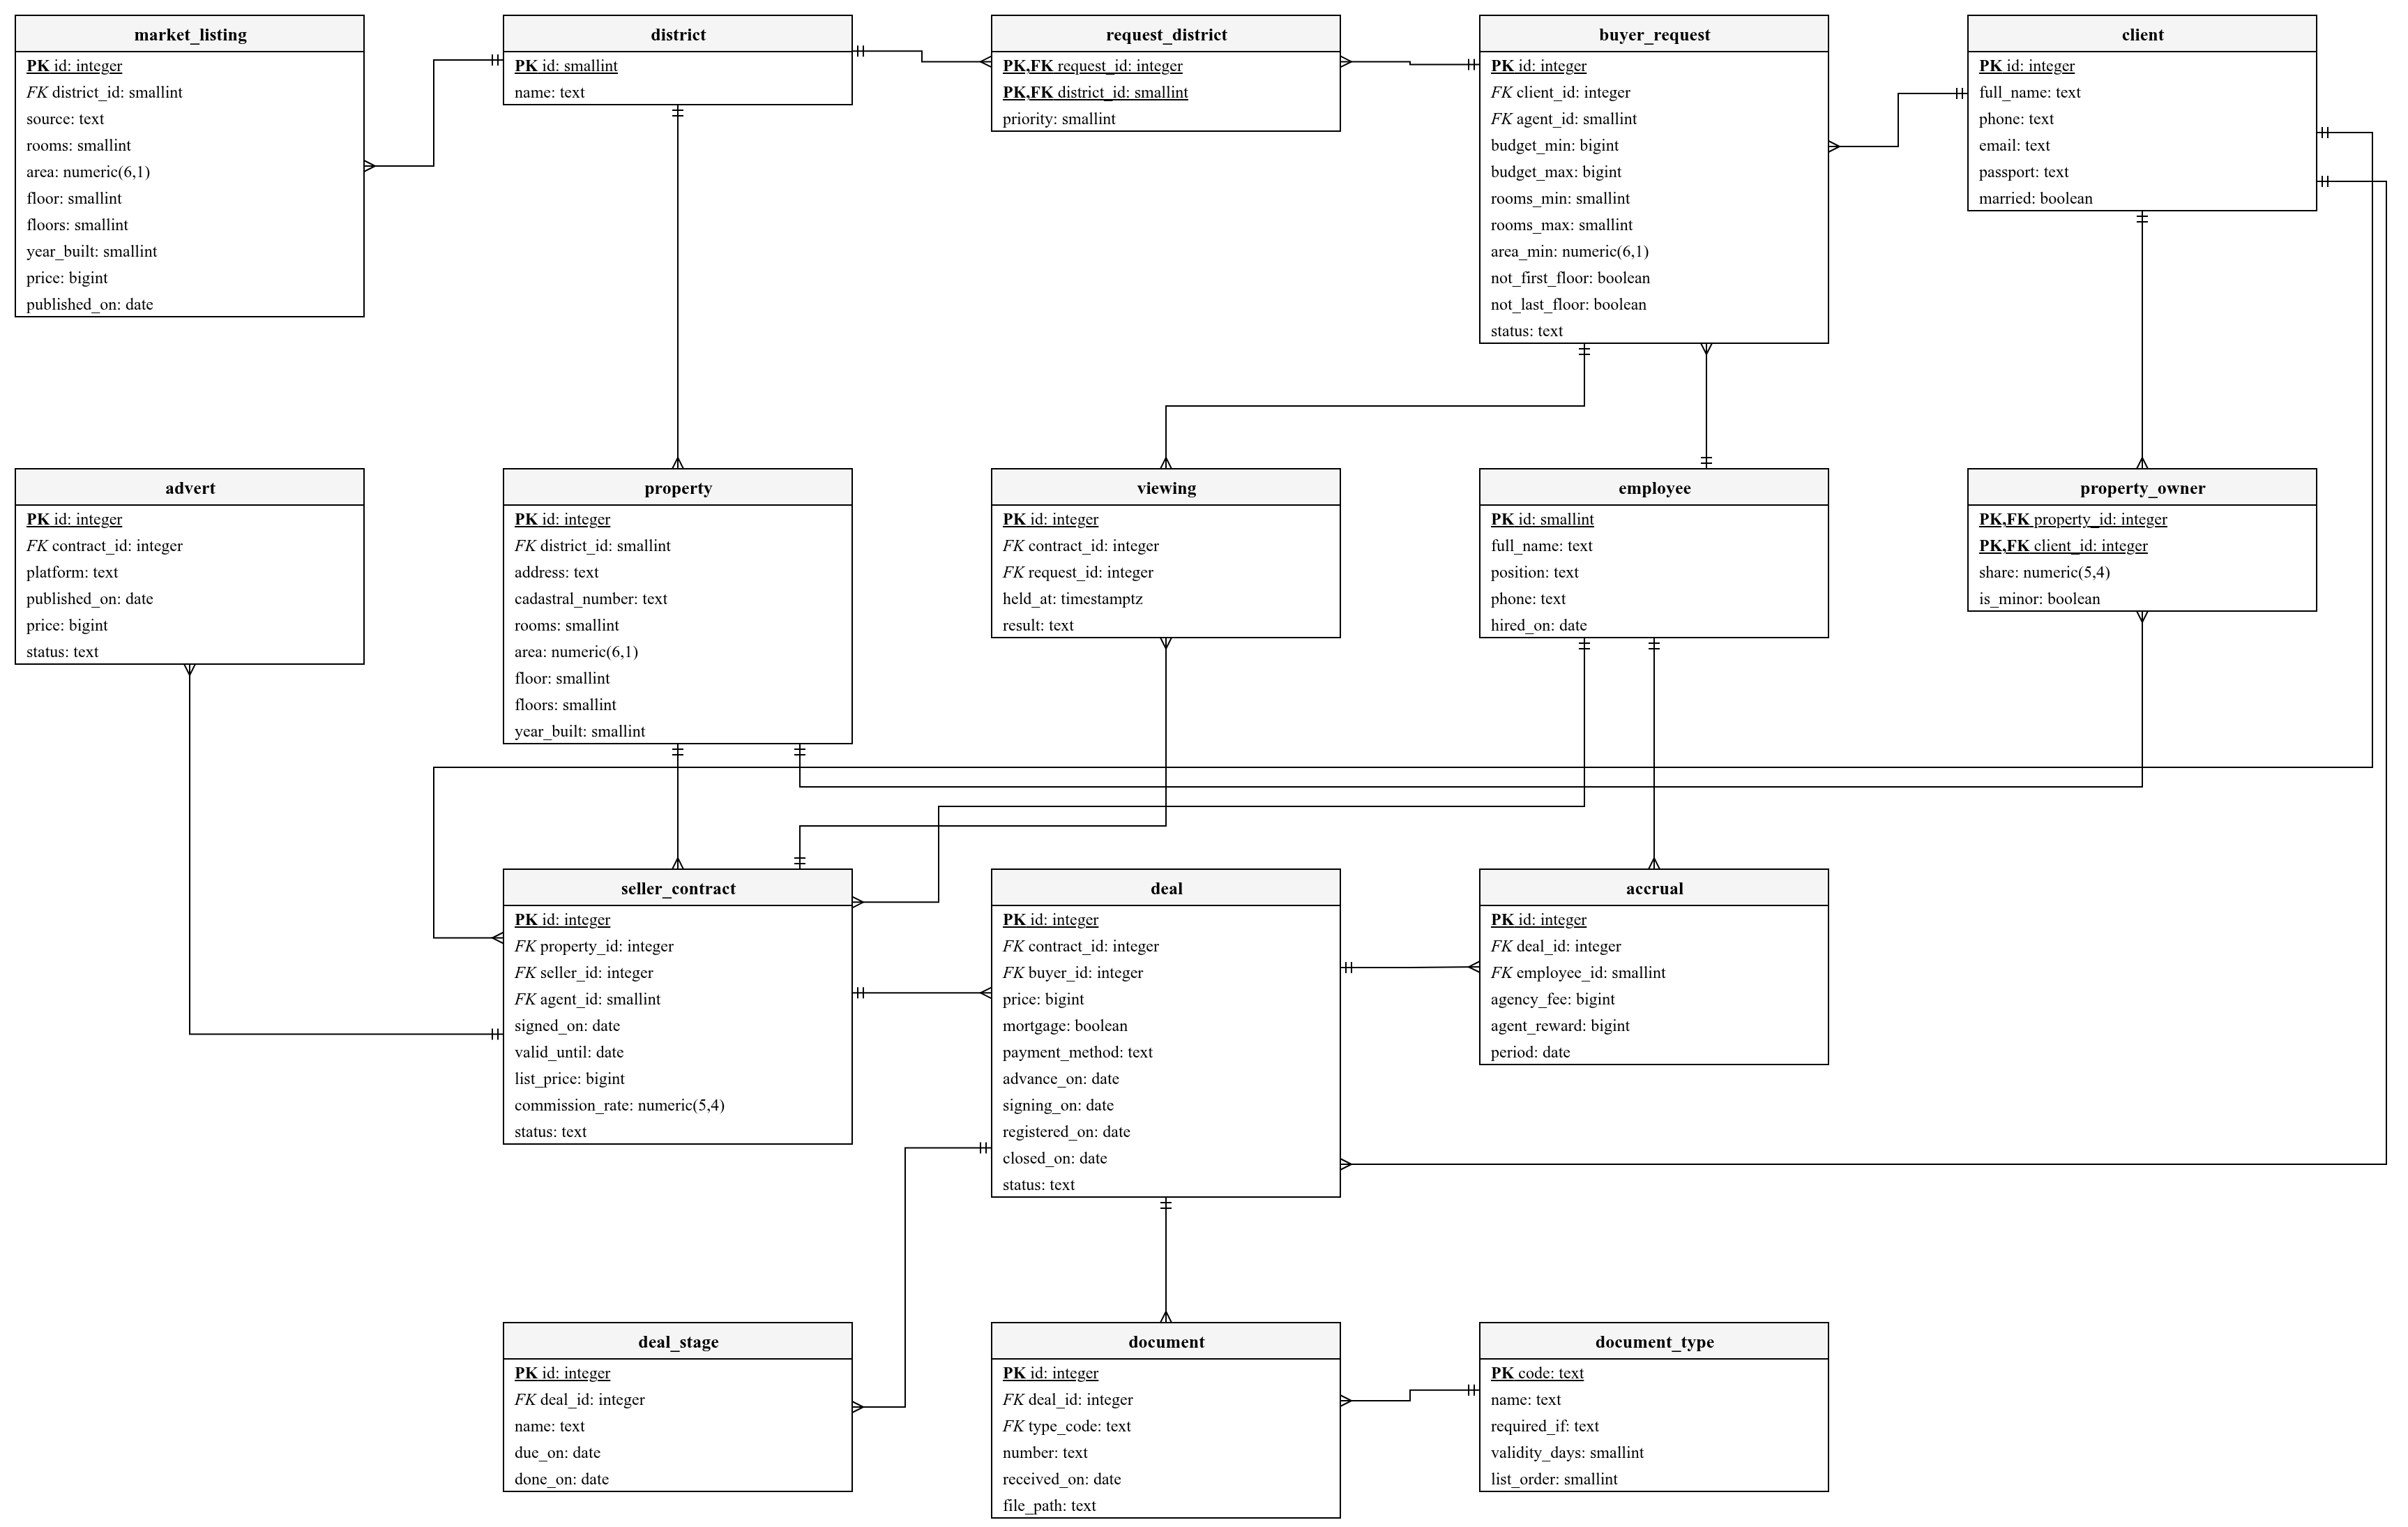 market_listing
PK id: integer
FK district_id: smallint
source: text
rooms: smallint
area: numeric(6,1)
floor: smallint
floors: smallint
year_built: smallint
price: bigint
published_on: date
district
PK id: smallint
name: text
request_district
PK,FK request_id: integer
PK,FK district_id: smallint
priority: smallint
buyer_request
PK id: integer
FK client_id: integer
FK agent_id: smallint
budget_min: bigint
budget_max: bigint
rooms_min: smallint
rooms_max: smallint
area_min: numeric(6,1)
not_first_floor: boolean
not_last_floor: boolean
status: text
client
PK id: integer
full_name: text
phone: text
email: text
passport: text
married: boolean
advert
PK id: integer
FK contract_id: integer
platform: text
published_on: date
price: bigint
status: text
property
PK id: integer
FK district_id: smallint
address: text
cadastral_number: text
rooms: smallint
area: numeric(6,1)
floor: smallint
floors: smallint
year_built: smallint
viewing
PK id: integer
FK contract_id: integer
FK request_id: integer
held_at: timestamptz
result: text
employee
PK id: smallint
full_name: text
position: text
phone: text
hired_on: date
property_owner
PK,FK property_id: integer
PK,FK client_id: integer
share: numeric(5,4)
is_minor: boolean
seller_contract
PK id: integer
FK property_id: integer
FK seller_id: integer
FK agent_id: smallint
signed_on: date
valid_until: date
list_price: bigint
commission_rate: numeric(5,4)
status: text
deal
PK id: integer
FK contract_id: integer
FK buyer_id: integer
price: bigint
mortgage: boolean
payment_method: text
advance_on: date
signing_on: date
registered_on: date
closed_on: date
status: text
accrual
PK id: integer
FK deal_id: integer
FK employee_id: smallint
agency_fee: bigint
agent_reward: bigint
period: date
deal_stage
PK id: integer
FK deal_id: integer
name: text
due_on: date
done_on: date
document
PK id: integer
FK deal_id: integer
FK type_code: text
number: text
received_on: date
file_path: text
document_type
PK code: text
name: text
required_if: text
validity_days: smallint
list_order: smallint